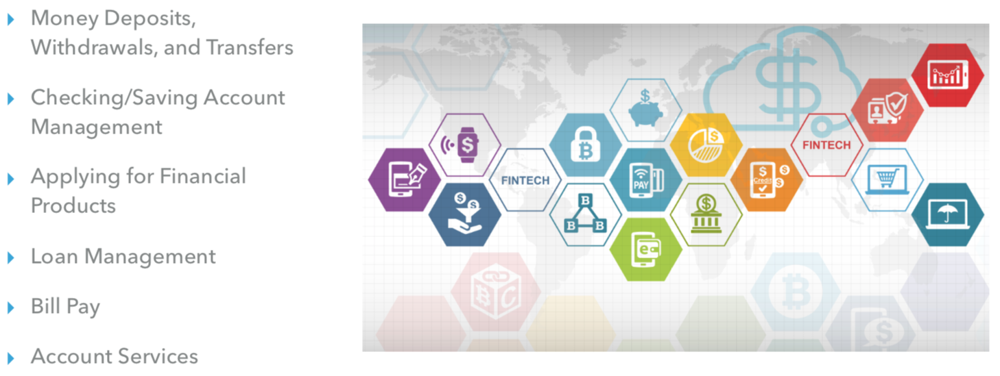 Money Deposits,
Withdrawals, and Transfers
Checking/Saving Account
Management
Applying for Financial
Products
Loan Management
Bill Pay
Account Services
$
$
$
FINTECH
$ $
B
B
B B
PAY
$
$
Credit
$
$
$
e-
FINTECH
B C
B
$